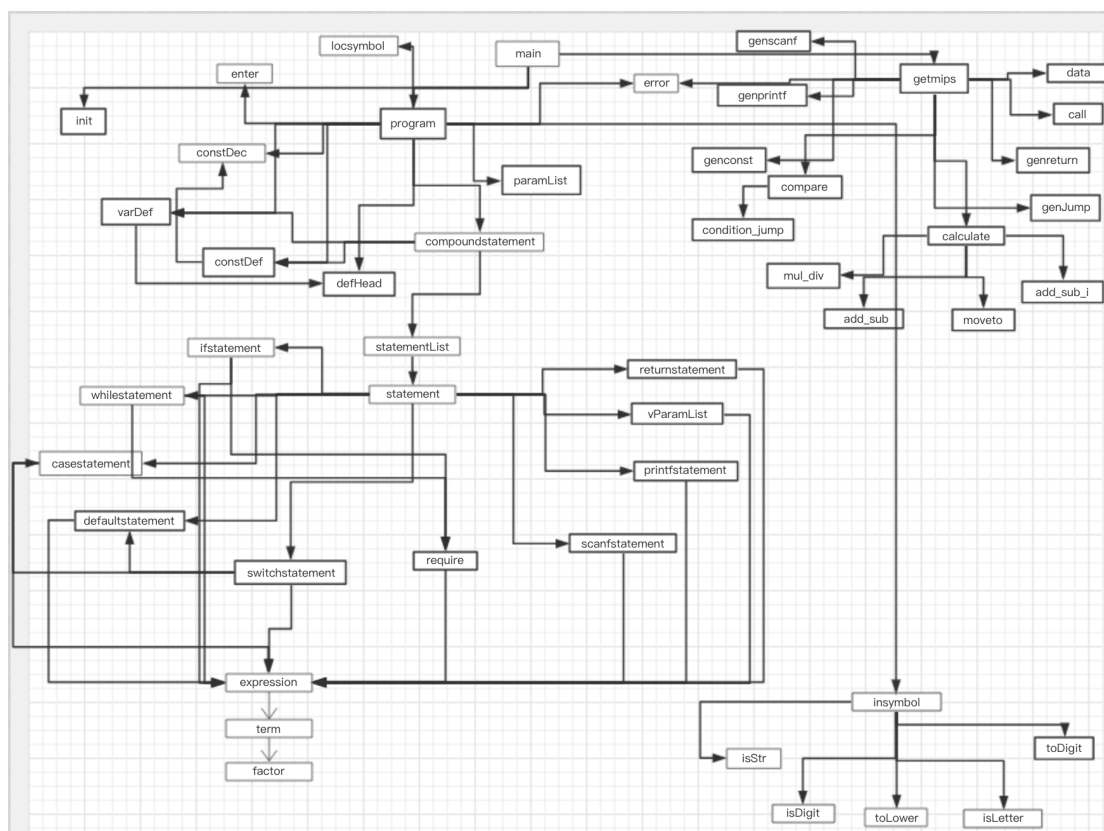 locsymbol
main
genscanf
enter
error
getmips
data
init
program
genprintf
call
constDec
genconst
genreturn
paramList
compare
varDef
condition_jump
genJump
compoundstatement
calculate
constDef
defHead
mul_div
add_sub_i
add_sub
moveto
ifstatement
statementList
returnstatement
whilestatement
statement
vParamList
casestatement
printfstatement
defaultstatement
scanfstatement
switchstatement
require
expression
insymbol
term
toDigit
factor
isStr
isDigit
toLower
isLetter